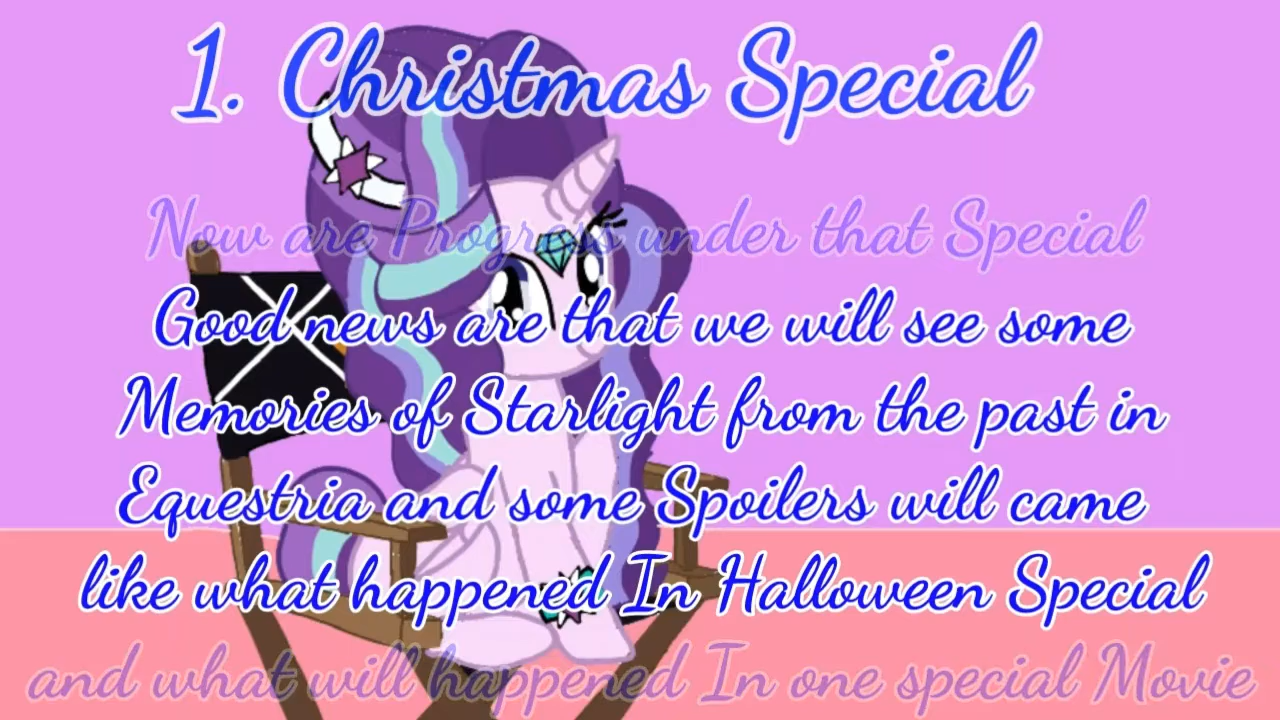 1. Christmas Special
Now are Progress under that Special
Good news are that we will see some
Memories of Starlight from the past in
Equestria and some Spoilers will came
like what happened In Halloween Special
and what will happened In one special Movie